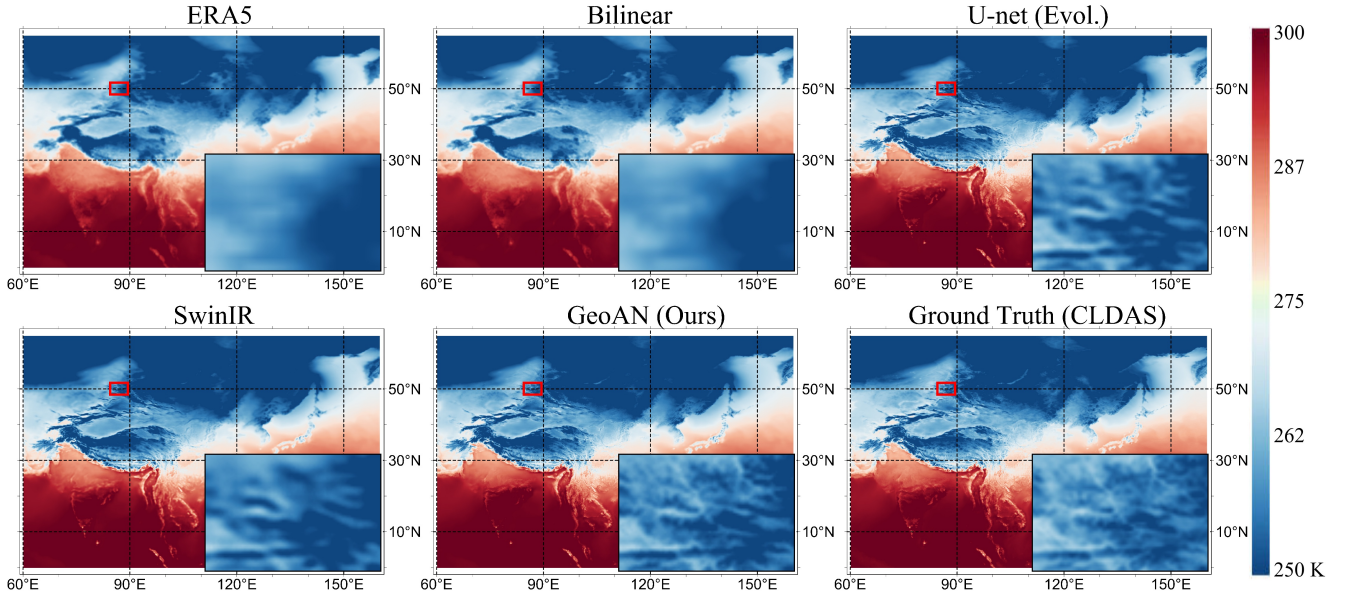 ERA5
Bilinear
U-net (Evol.)
300
50°N
50°N
50°N
30°N
30°N
30°N
287
10°N
10°N
10°N
60°E 90°E 120°E 150°E
60°E 90°E 120°E 150°E
60°E 90°E 120°E 150°E
275
SwinIR
GeoAN (Ours)
Ground Truth (CLDAS)
50°N
50°N
50°N
262
30°N
30°N
30°N
10°N
10°N
10°N
250 K
60°E 90°E 120°E 150°E
60°E 90°E 120°E 150°E
60°E 90°E 120°E 150°E